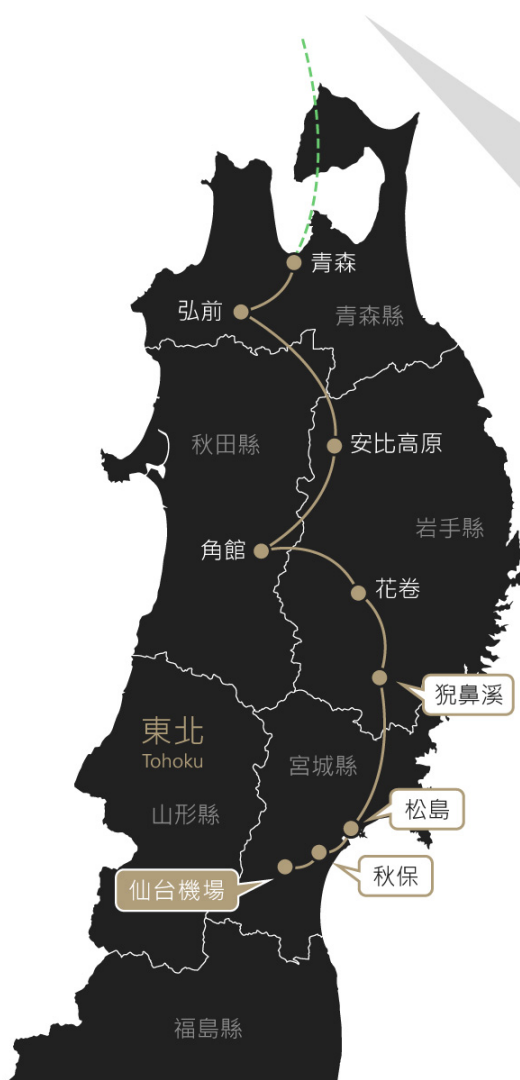 青森
弘前
青森縣
秋田縣
安比高原
岩手縣
角館
花卷
猊鼻溪
東北
Tohoku
宮城縣
山形縣
松島
秋保
仙台機場
福島縣